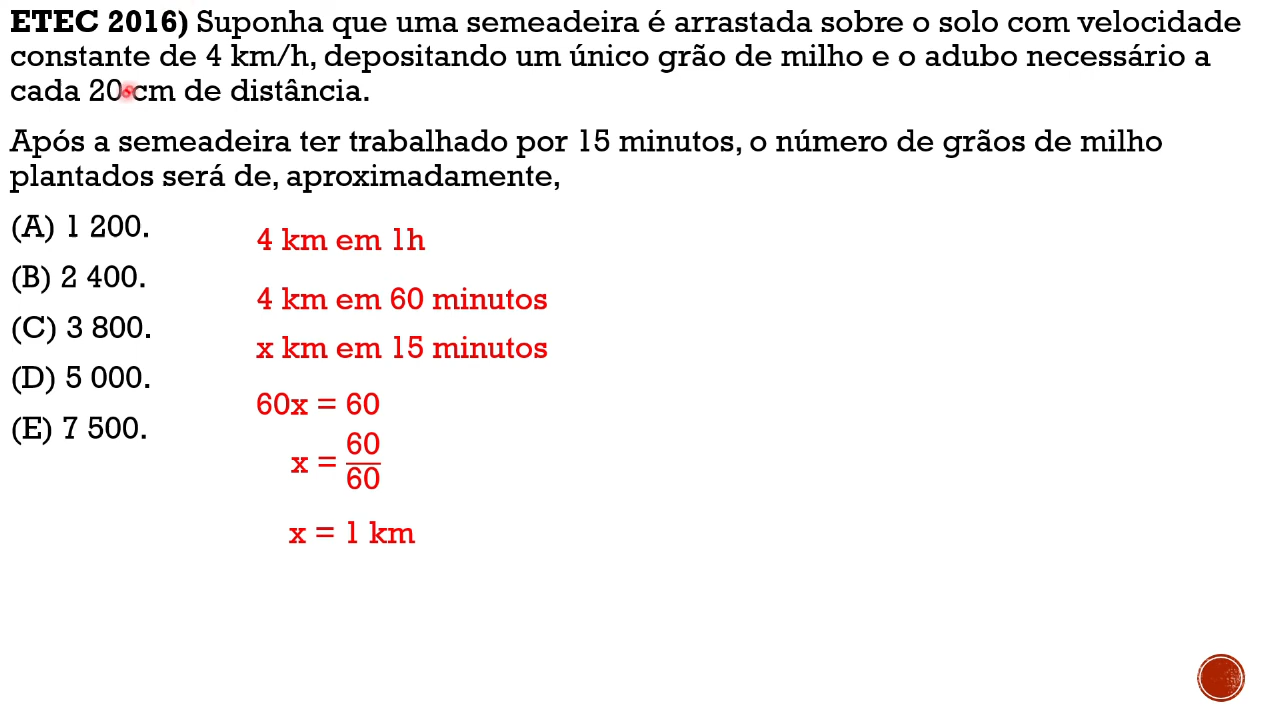 ETEC 2016) Suponha que uma semeadeira é arrastada sobre o solo com velocidade
constante de 4 km/h, depositando um único grão de milho e o adubo necessário a
cada 20 cm de distância.
Após a semeadeira ter trabalhado por 15 minutos, o número de grãos de milho
plantados será de, aproximadamente,
(A) 1 200.
(B) 2 400.
(C) 3 800.
(D) 5 000.
(E) 7 500.
4 km em 1h
4 km em 60 minutos
x km em 15 minutos
60x = 60
x = 60/60
x = 1 km